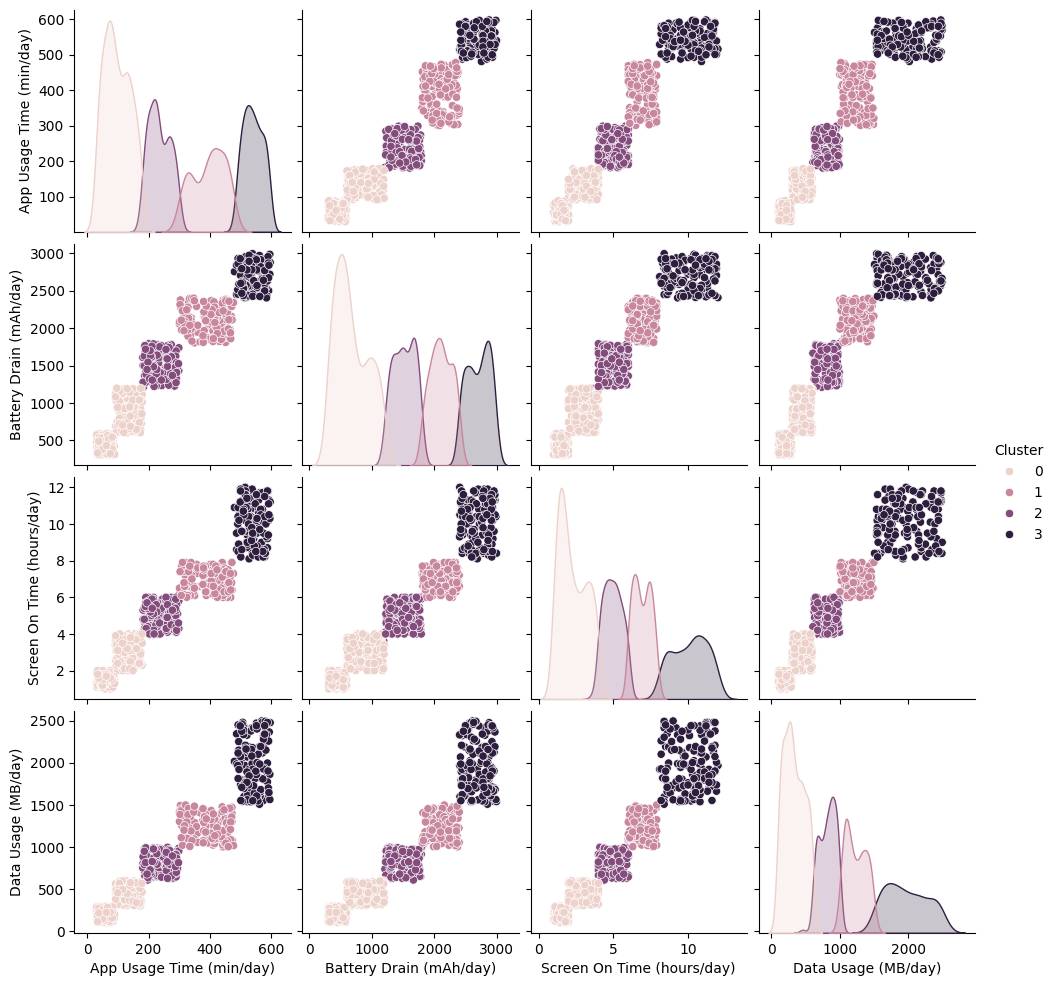 600
500
400
300
200
100
App Usage Time (min/day)
3000
2500
2000
1500
1000
500
Battery Drain (mAh/day)
Cluster
0
1
2
3
12
10
8
6
4
2
Screen On Time (hours/day)
2500
2000
1500
1000
500
0
Data Usage (MB/day)
0 200 400 600
0 1000 2000 3000
0 5 10
0 1000 2000
App Usage Time (min/day)
Battery Drain (mAh/day)
Screen On Time (hours/day)
Data Usage (MB/day)